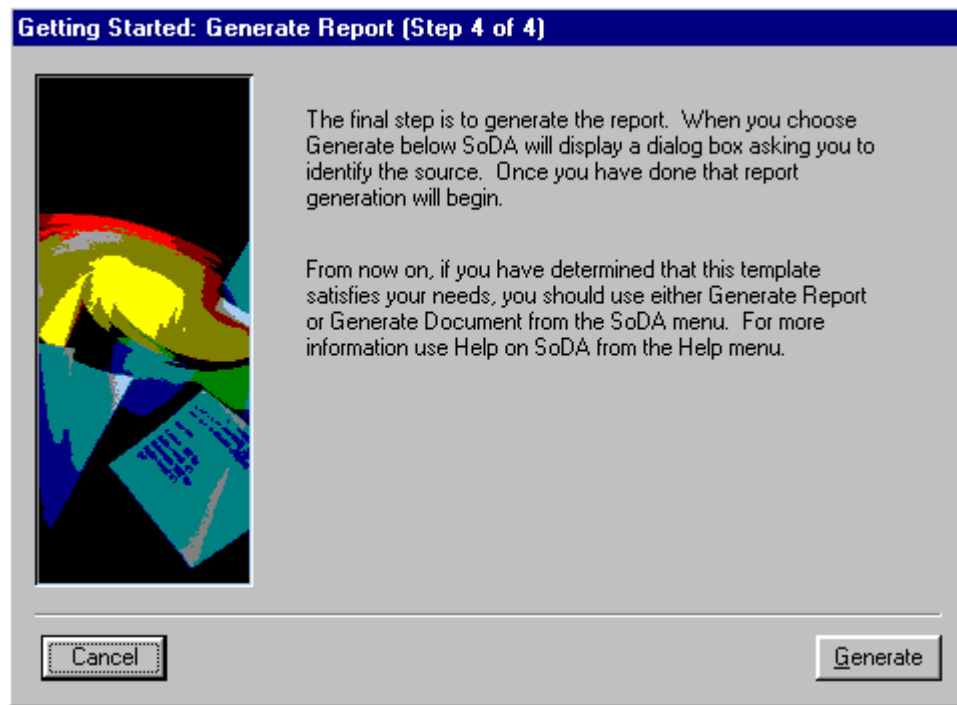 Getting Started: Generate Report (Step 4 of 4)
The final step is to generate the report.  When you choose
Generate below SoDA will display a dialog box asking you to
identify the source.  Once you have done that report
generation will begin.
From now on, if you have determined that this template
satisfies your needs, you should use either Generate Report
or Generate Document from the SoDA menu.  For more
information use Help on SoDA from the Help menu.
Cancel
Generate